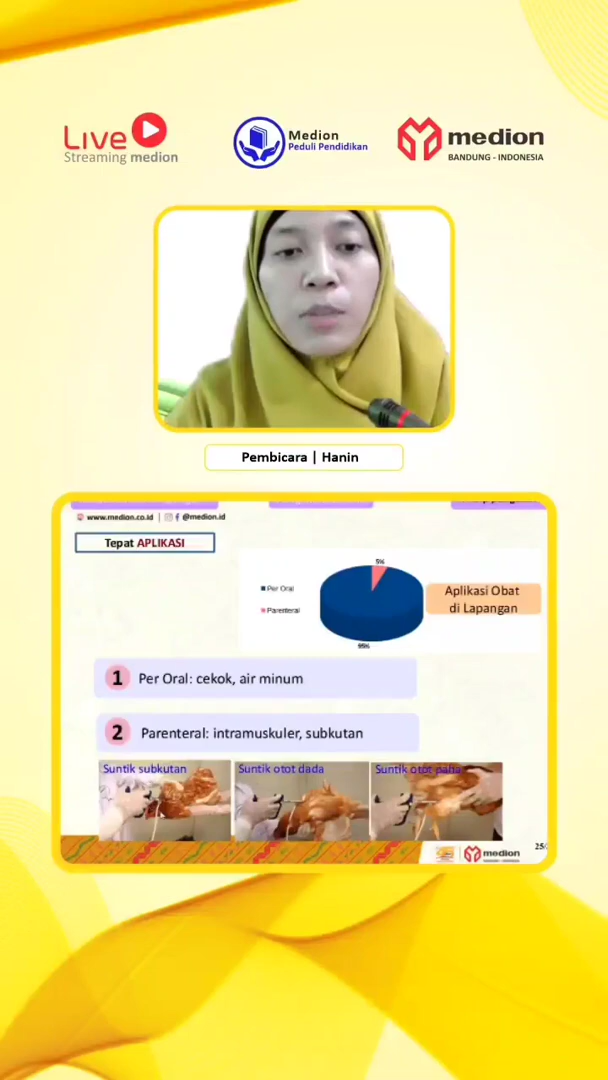 Live
Streaming medion
Medion
Peduli Pendidikan
medion
BANDUNG - INDONESIA
Pembicara | Hanin
www.medion.co.id | @medion.id
Tepat APLIKASI
5%
Per Oral
Parenteral
95%
Aplikasi Obat
di Lapangan
1 Per Oral: cekok, air minum
2 Parenteral: intramuskuler, subkutan
Suntik subkutan
Suntik otot dada
Suntik otot paha
medion
25/